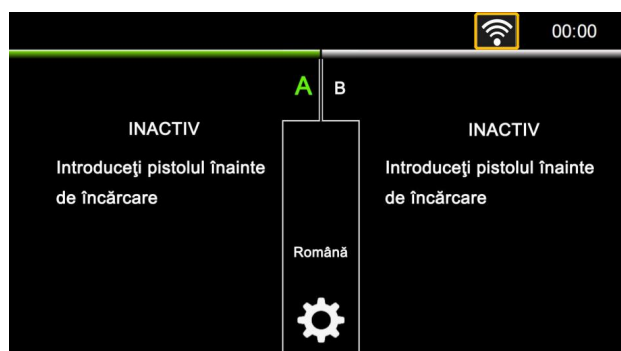 00:00
A B
INACTIV
Introduceţi pistolul înainte
de încărcare
INACTIV
Introduceţi pistolul înainte
de încărcare
Română